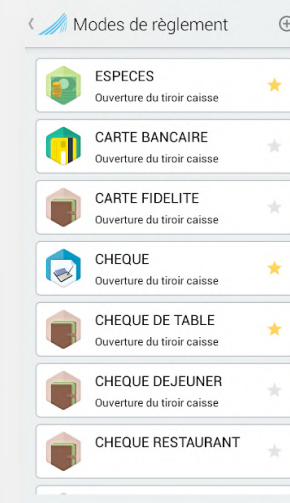 Modes de règlement
ESPECES
Ouverture du tiroir caisse
CARTE BANCAIRE
Ouverture du tiroir caisse
CARTE FIDELITE
Ouverture du tiroir caisse
CHEQUE
Ouverture du tiroir caisse
CHEQUE DE TABLE
Ouverture du tiroir caisse
CHEQUE DEJEUNER
Ouverture du tiroir caisse
CHEQUE RESTAURANT